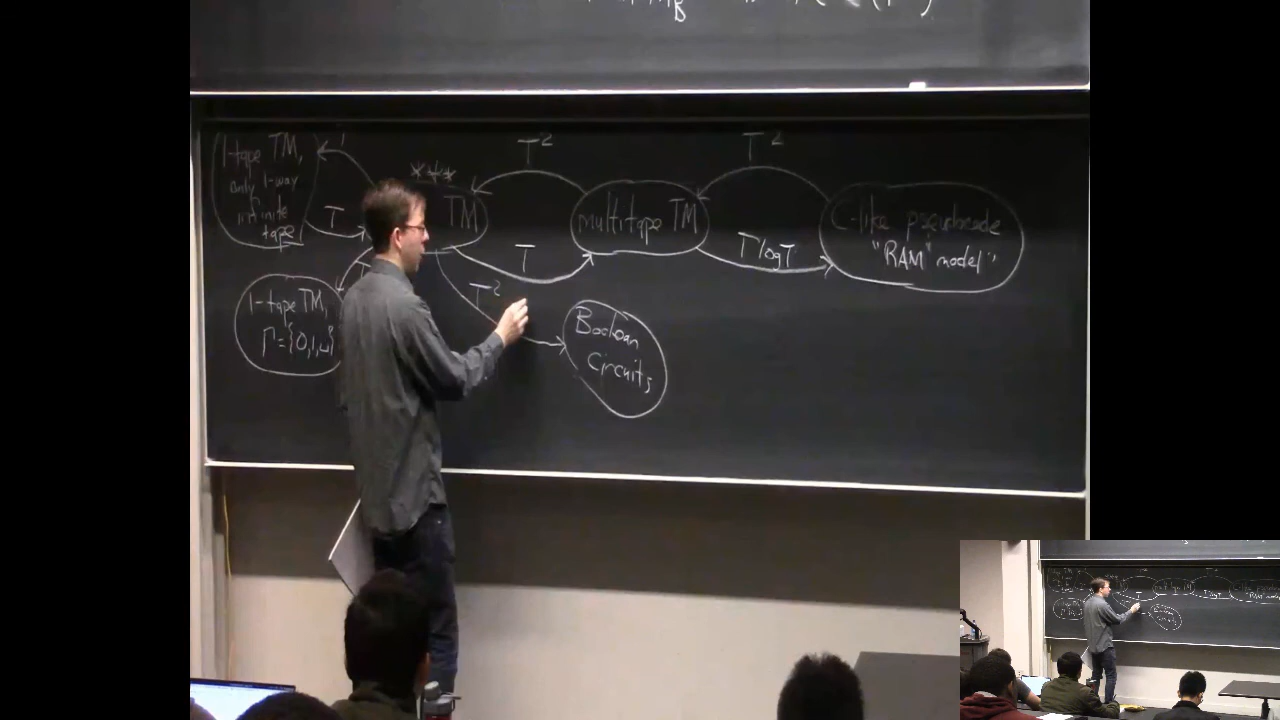 1-tape TM,
only 1-way
infinite
tape
T
***
TM
T²
multitape TM
T²
C-like pseudocode
"RAM" model"
T
T log T
T²
1-tape TM,
Γ={0,1,⊔}
Boolean
Circuits